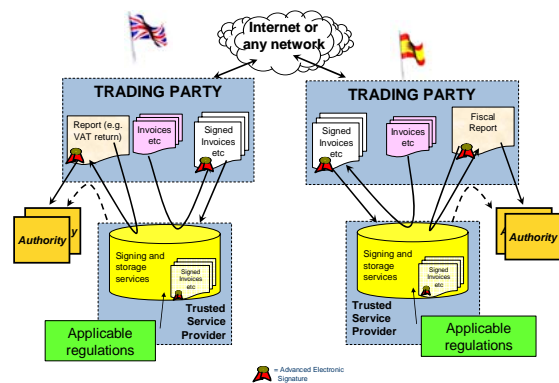 Internet or
any network
TRADING PARTY
Report (e.g.
VAT return)
Invoices
etc
Signed
Invoices
etc
Authority
Signing and
storage
services
Signed
Invoices
etc
Trusted
Service
Provider
Applicable
regulations
TRADING PARTY
Signed
Invoices
etc
Invoices
etc
Fiscal
Report
Authority
Signing and
storage
services
Signed
Invoices
etc
Trusted
Service
Provider
Applicable
regulations
= Advanced Electronic
Signature